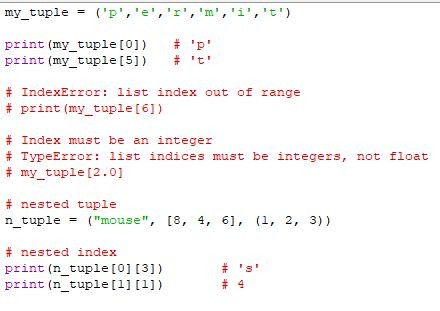 my_tuple = ('p','e','r','m','i','t')
print(my_tuple[0])   # 'p'
print(my_tuple[5])   # 't'
# IndexError: list index out of range
# print(my_tuple[6])
# Index must be an integer
# TypeError: list indices must be integers, not float
# my_tuple[2.0]
# nested tuple
n_tuple = ("mouse", [8, 4, 6], (1, 2, 3))
# nested index
print(n_tuple[0][3])       # 's'
print(n_tuple[1][1])       # 4